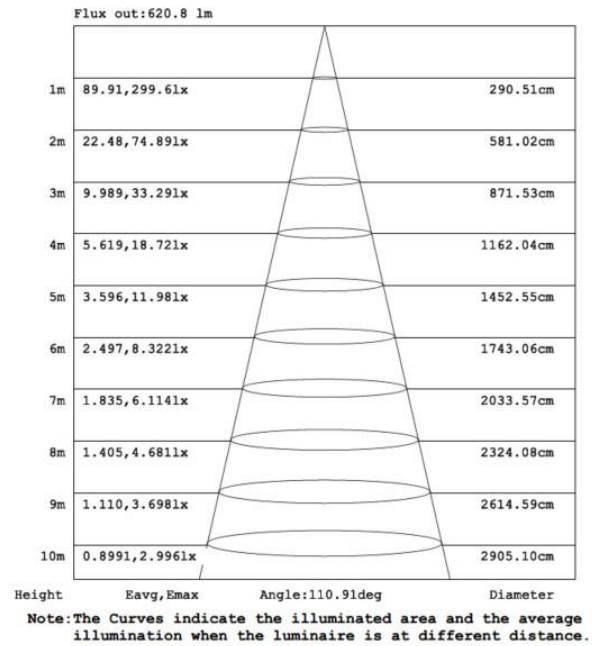 Flux out:620.8 lm
1m 89.91,299.6lx 290.51cm
2m 22.48,74.89lx 581.02cm
3m 9.989,33.29lx 871.53cm
4m 5.619,18.72lx 1162.04cm
5m 3.596,11.98lx 1452.55cm
6m 2.497,8.322lx 1743.06cm
7m 1.835,6.114lx 2033.57cm
8m 1.405,4.681lx 2324.08cm
9m 1.110,3.698lx 2614.59cm
10m 0.8991,2.996lx 2905.10cm
Height Eavg,Emax Angle:110.91deg Diameter
Note:The Curves indicate the illuminated area and the average
illumination when the luminaire is at different distance.